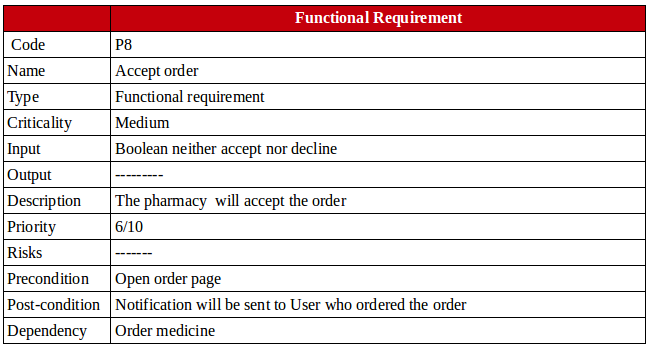 Functional Requirement
Code P8
Name Accept order
Type Functional requirement
Criticality Medium
Input Boolean neither accept nor decline
Output ---------
Description The pharmacy will accept the order
Priority 6/10
Risks -------
Precondition Open order page
Post-condition Notification will be sent to User who ordered the order
Dependency Order medicine